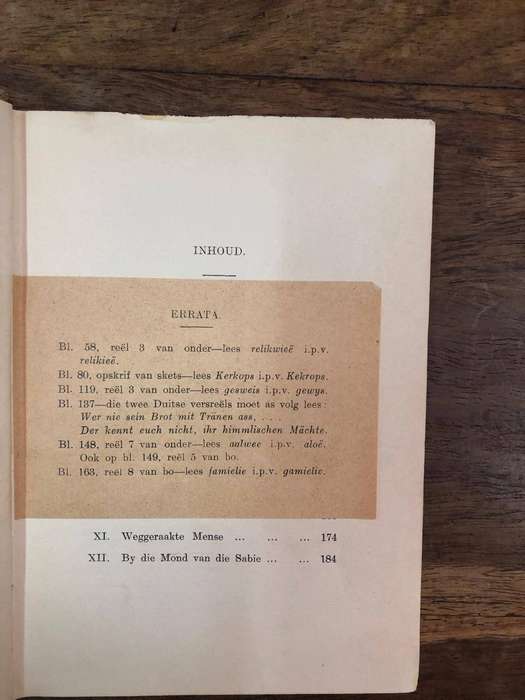 INHOUD.
ERRATA.
Bl. 58, reël 3 van onder—lees relikwieë i.p.v.
relikieë.
Bl. 80, opskrif van skets—lees Kerkops i.p.v. Kekrops.
Bl. 119, reël 3 van onder—lees gesweis i.p.v. gewys.
Bl. 137—die twee Duitse versreëls moet as volg lees:
Wer nie sein Brot mit Tränen ass, ....
Der kennt euch nicht, ihr himmlischen Mächte.
Bl. 148, reël 7 van onder—lees aalwee i.p.v. aloë.
Ook op bl. 149, reël 5 van bo.
Bl. 163, reël 8 van bo—lees famielie i.p.v. gamielie.
XI. Weggeraakte Mense ... ... ... 174
XII. By die Mond van die Sabie ... ... 184